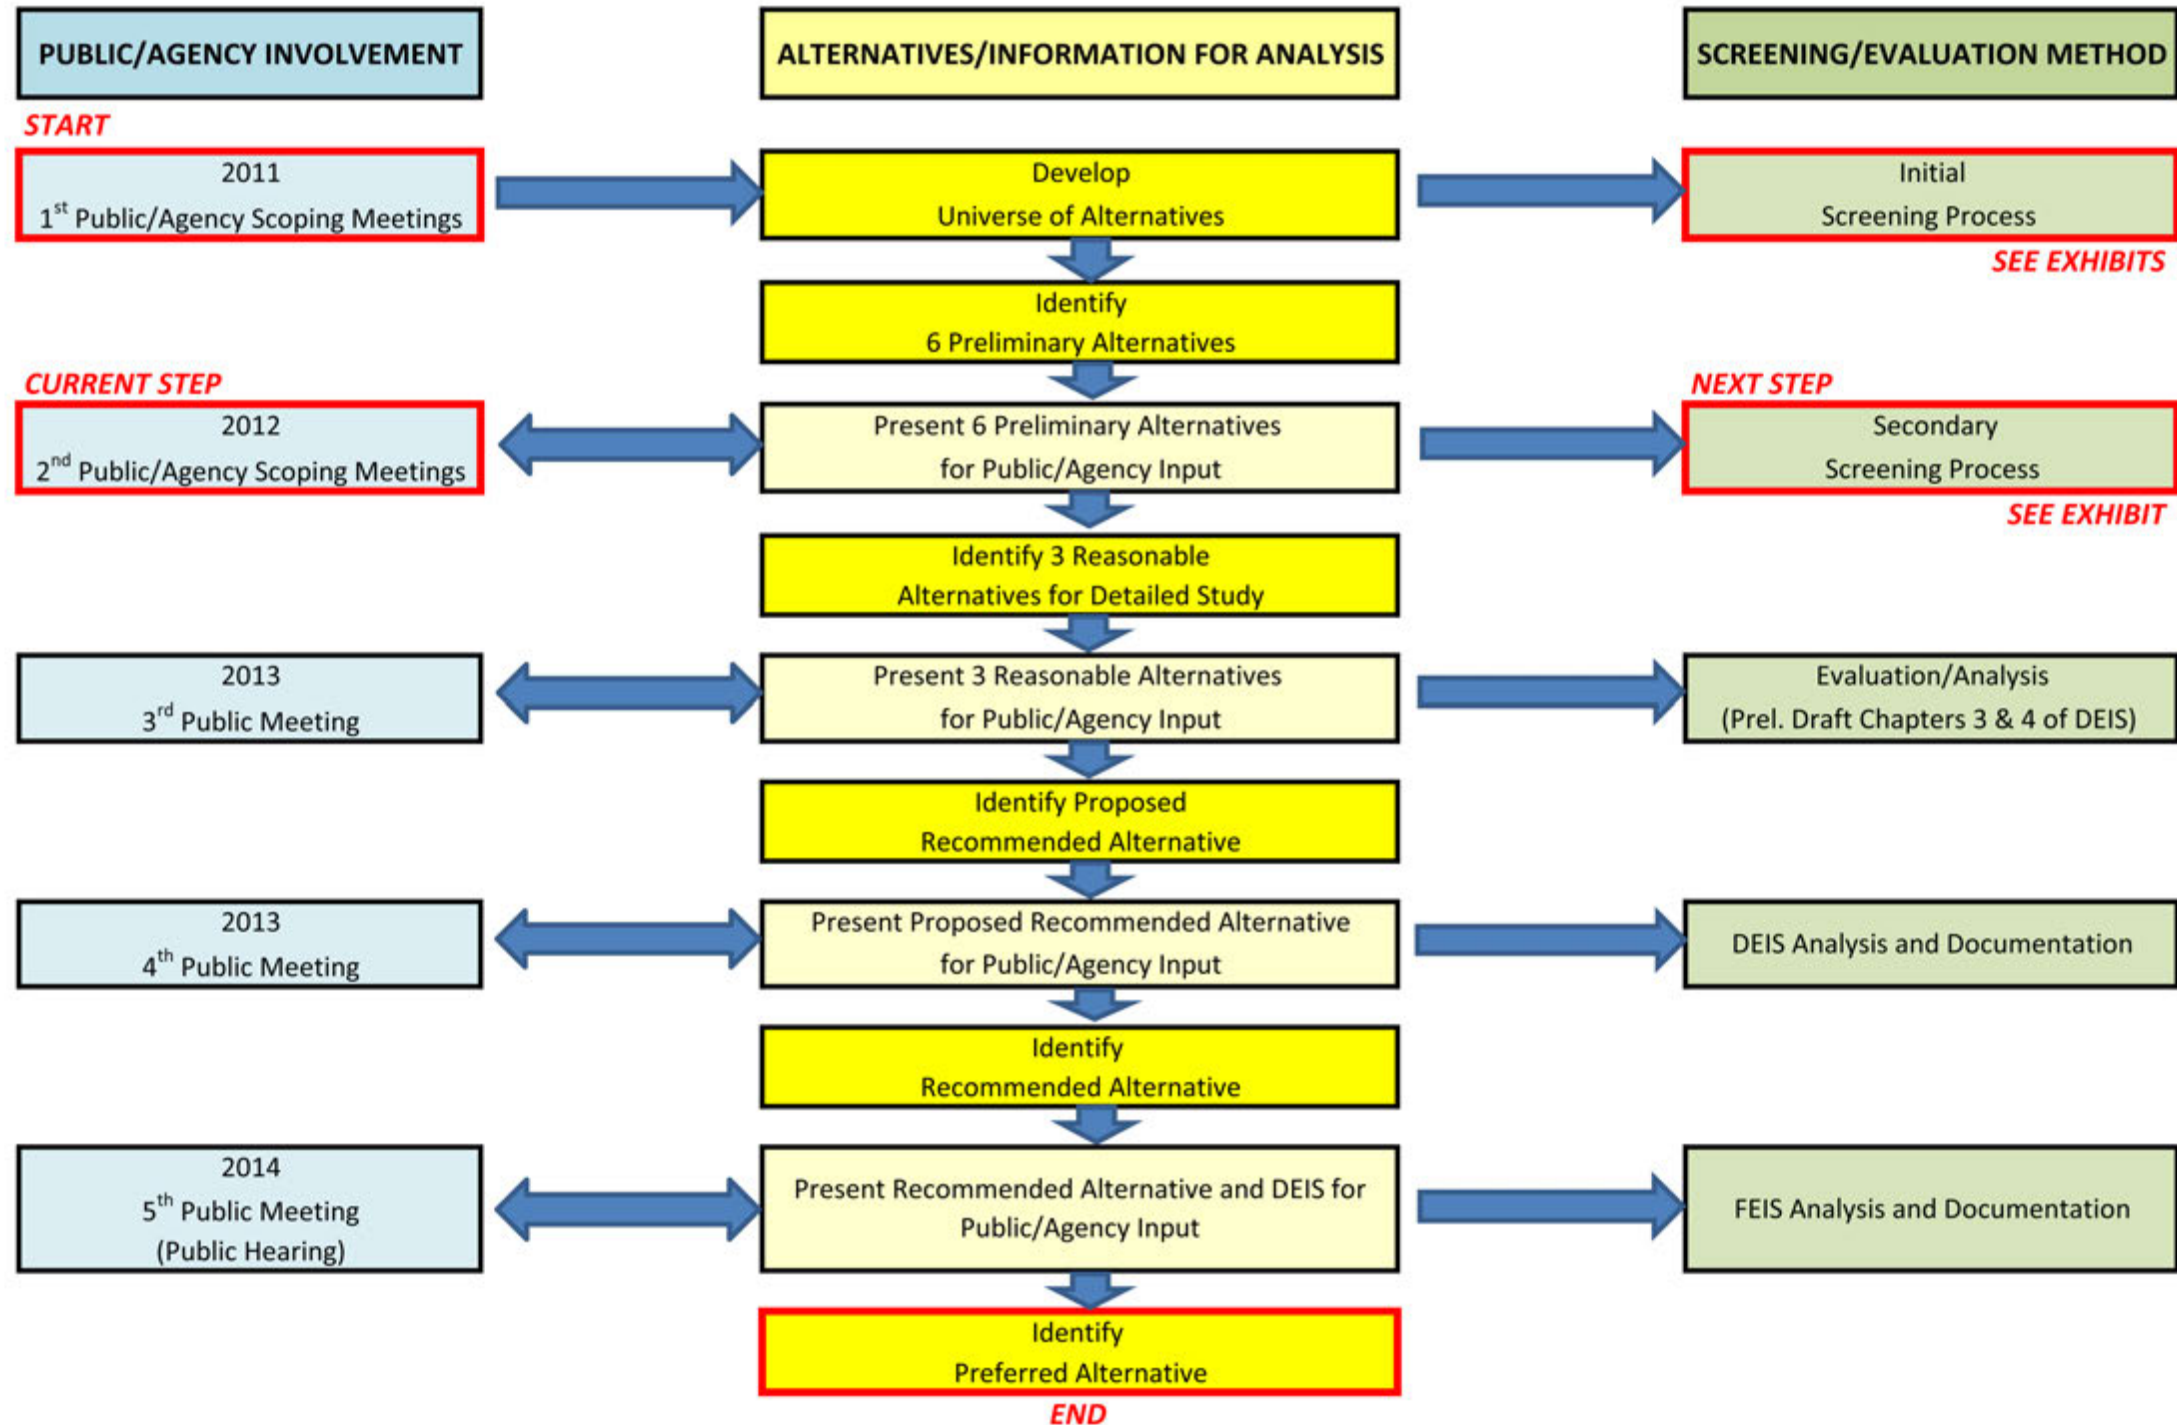 PUBLIC/AGENCY INVOLVEMENT
ALTERNATIVES/INFORMATION FOR ANALYSIS
SCREENING/EVALUATION METHOD
START
2011
1st Public/Agency Scoping Meetings
Develop
Universe of Alternatives
Initial
Screening Process
SEE EXHIBITS
Identify
6 Preliminary Alternatives
CURRENT STEP
2012
2nd Public/Agency Scoping Meetings
Present 6 Preliminary Alternatives
for Public/Agency Input
NEXT STEP
Secondary
Screening Process
SEE EXHIBIT
Identify 3 Reasonable
Alternatives for Detailed Study
2013
3rd Public Meeting
Present 3 Reasonable Alternatives
for Public/Agency Input
Evaluation/Analysis
(Prel. Draft Chapters 3 & 4 of DEIS)
Identify Proposed
Recommended Alternative
2013
4th Public Meeting
Present Proposed Recommended Alternative
for Public/Agency Input
DEIS Analysis and Documentation
Identify
Recommended Alternative
2014
5th Public Meeting
(Public Hearing)
Present Recommended Alternative and DEIS for
Public/Agency Input
FEIS Analysis and Documentation
Identify
Preferred Alternative
END